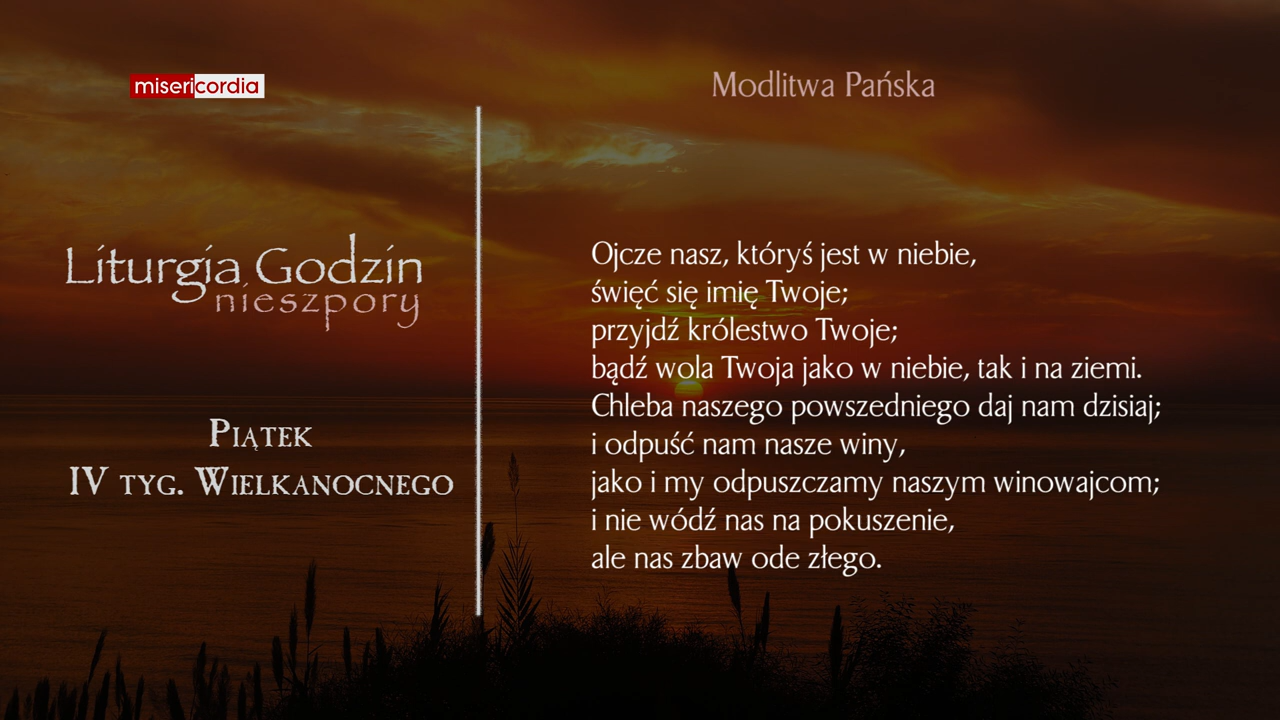 misericordia
Modlitwa Pańska
Liturgia Godzin
nieszpory
Piątek
IV tyg. Wielkanocnego
Ojcze nasz, któryś jest w niebie,
święć się imię Twoje;
przyjdź królestwo Twoje;
bądź wola Twoja jako w niebie, tak i na ziemi.
Chleba naszego powszedniego daj nam dzisiaj;
i odpuść nam nasze winy,
jako i my odpuszczamy naszym winowajcom;
i nie wódź nas na pokuszenie,
ale nas zbaw ode złego.